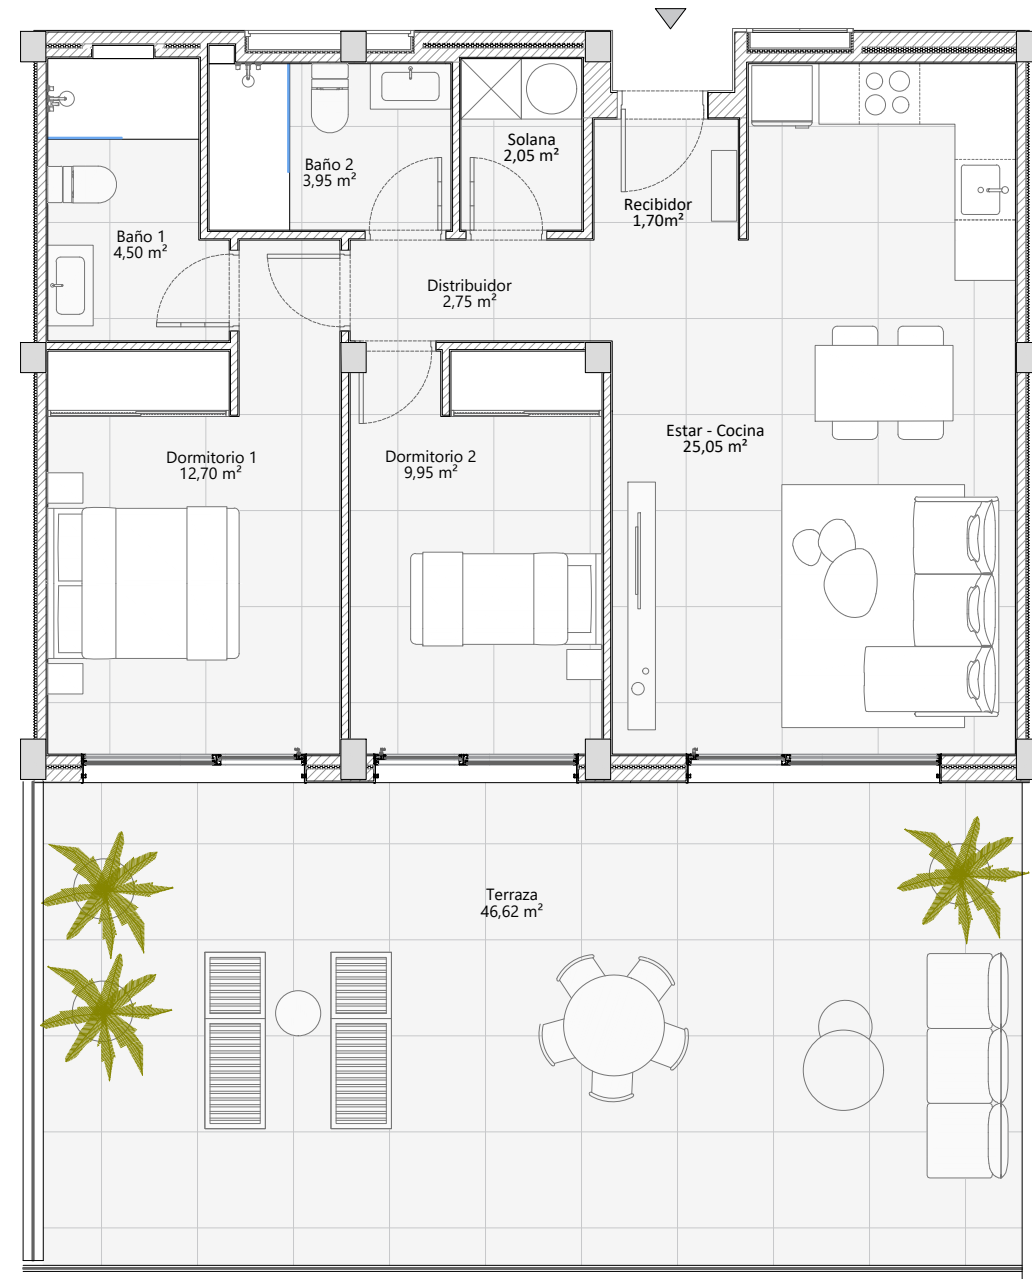 Solana
2,05 m²
Baño 2
3,95 m²
Recibidor
1,70m²
Baño 1
4,50 m²
Distribuidor
2,75 m²
Estar - Cocina
25,05 m²
Dormitorio 1
12,70 m²
Dormitorio 2
9,95 m²
Terraza
46,62 m²